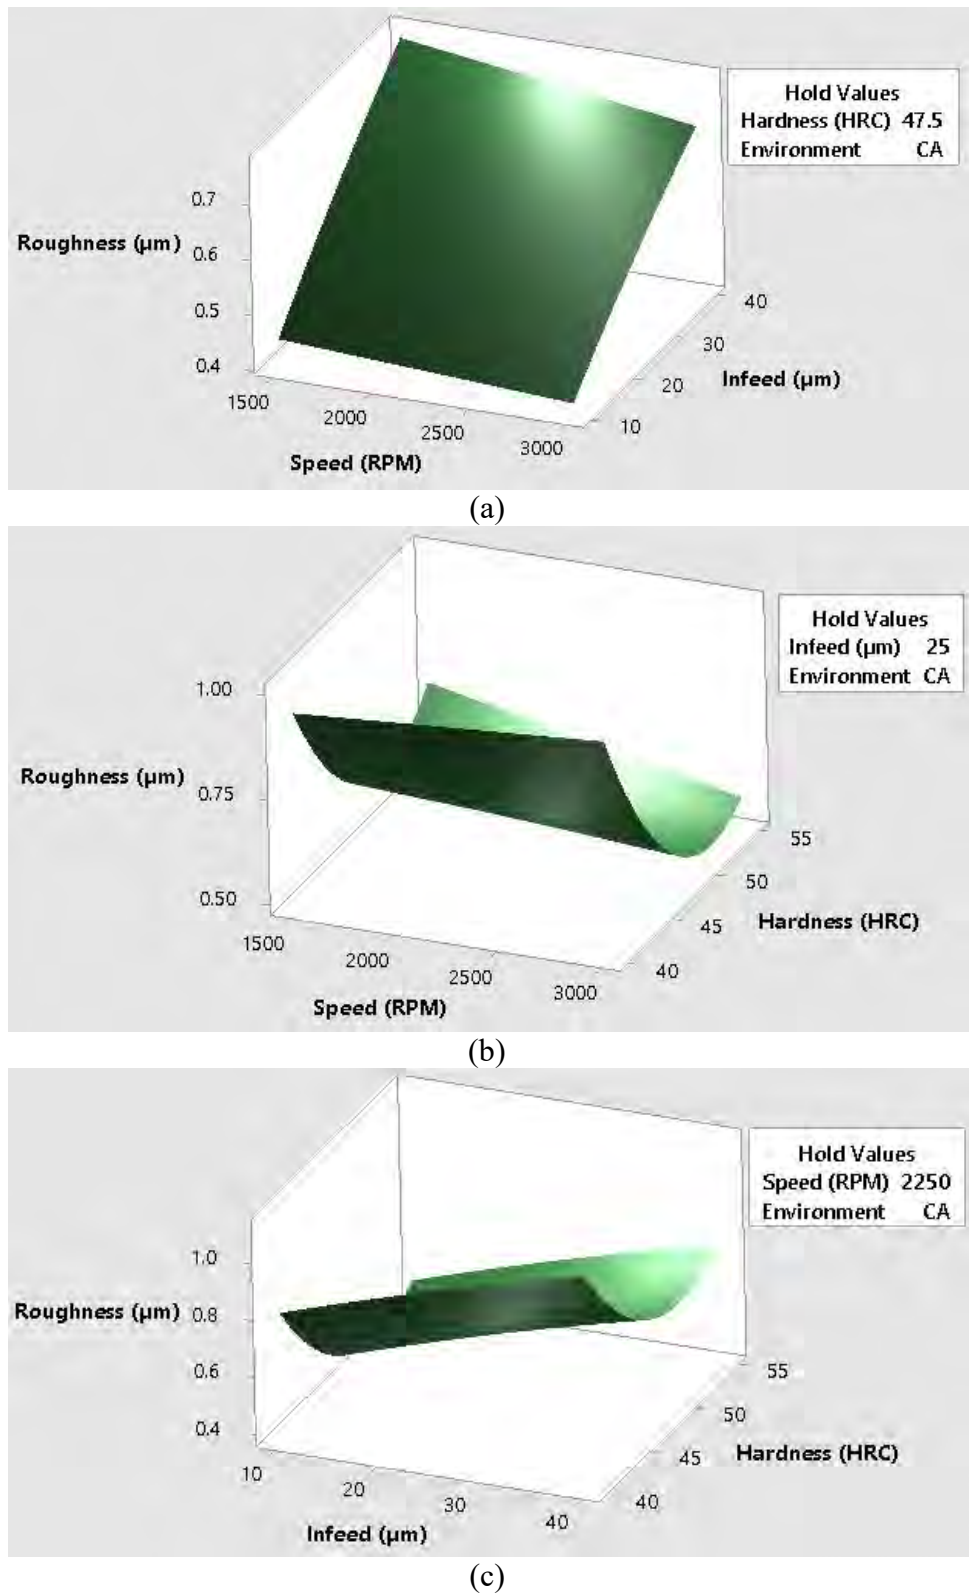 Hold Values
Hardness (HRC) 47.5
Environment CA
0.7
Roughness (µm)
0.6
0.5
0.4
40
30
20
10
Infeed (µm)
1500
2000
2500
3000
Speed (RPM)
(a)
Hold Values
Infeed (µm) 25
Environment CA
1.00
Roughness (µm)
0.75
0.50
55
50
45
40
Hardness (HRC)
1500
2000
2500
3000
Speed (RPM)
(b)
Hold Values
Speed (RPM) 2250
Environment CA
1.0
Roughness (µm)
0.8
0.6
0.4
55
50
45
40
Hardness (HRC)
10
20
30
40
Infeed (µm)
(c)